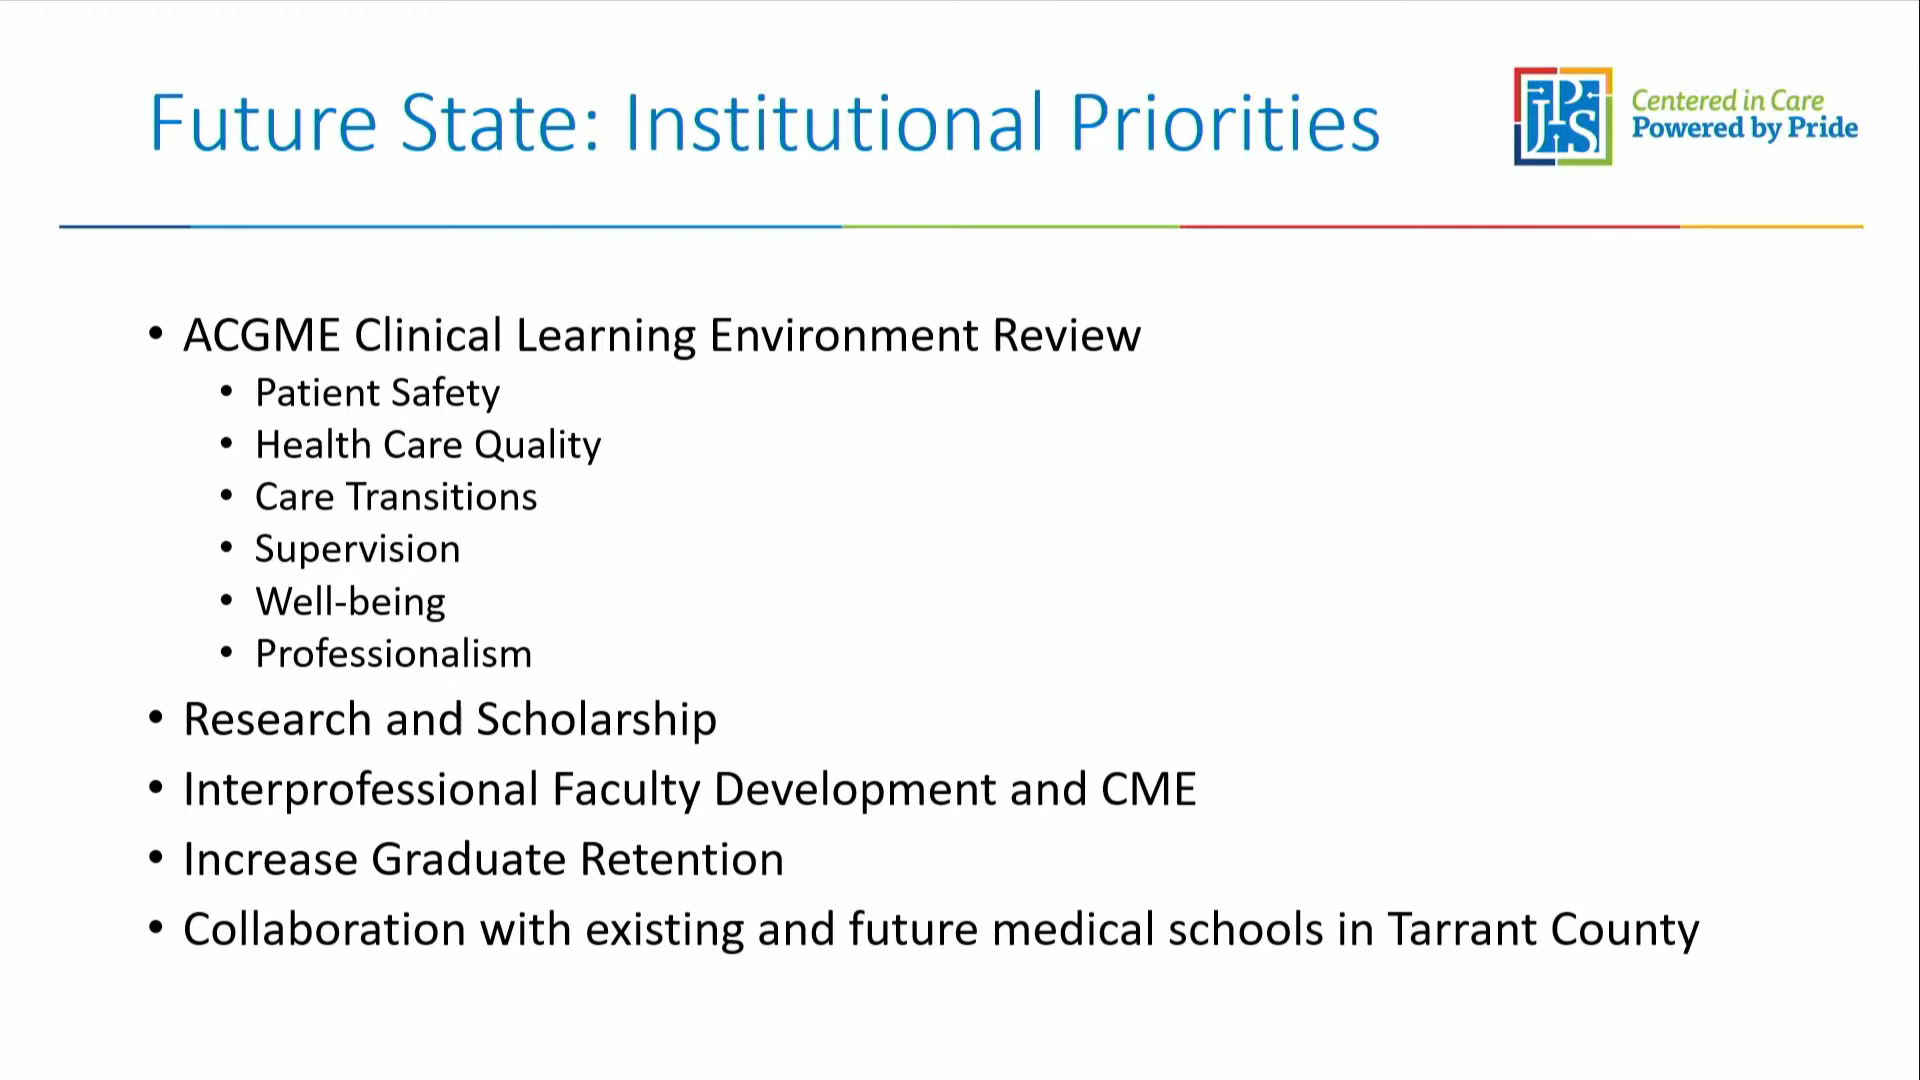 Future State: Institutional Priorities
JPS
Centered in Care
Powered by Pride
• ACGME Clinical Learning Environment Review
• Patient Safety
• Health Care Quality
• Care Transitions
• Supervision
• Well-being
• Professionalism
• Research and Scholarship
• Interprofessional Faculty Development and CME
• Increase Graduate Retention
• Collaboration with existing and future medical schools in Tarrant County